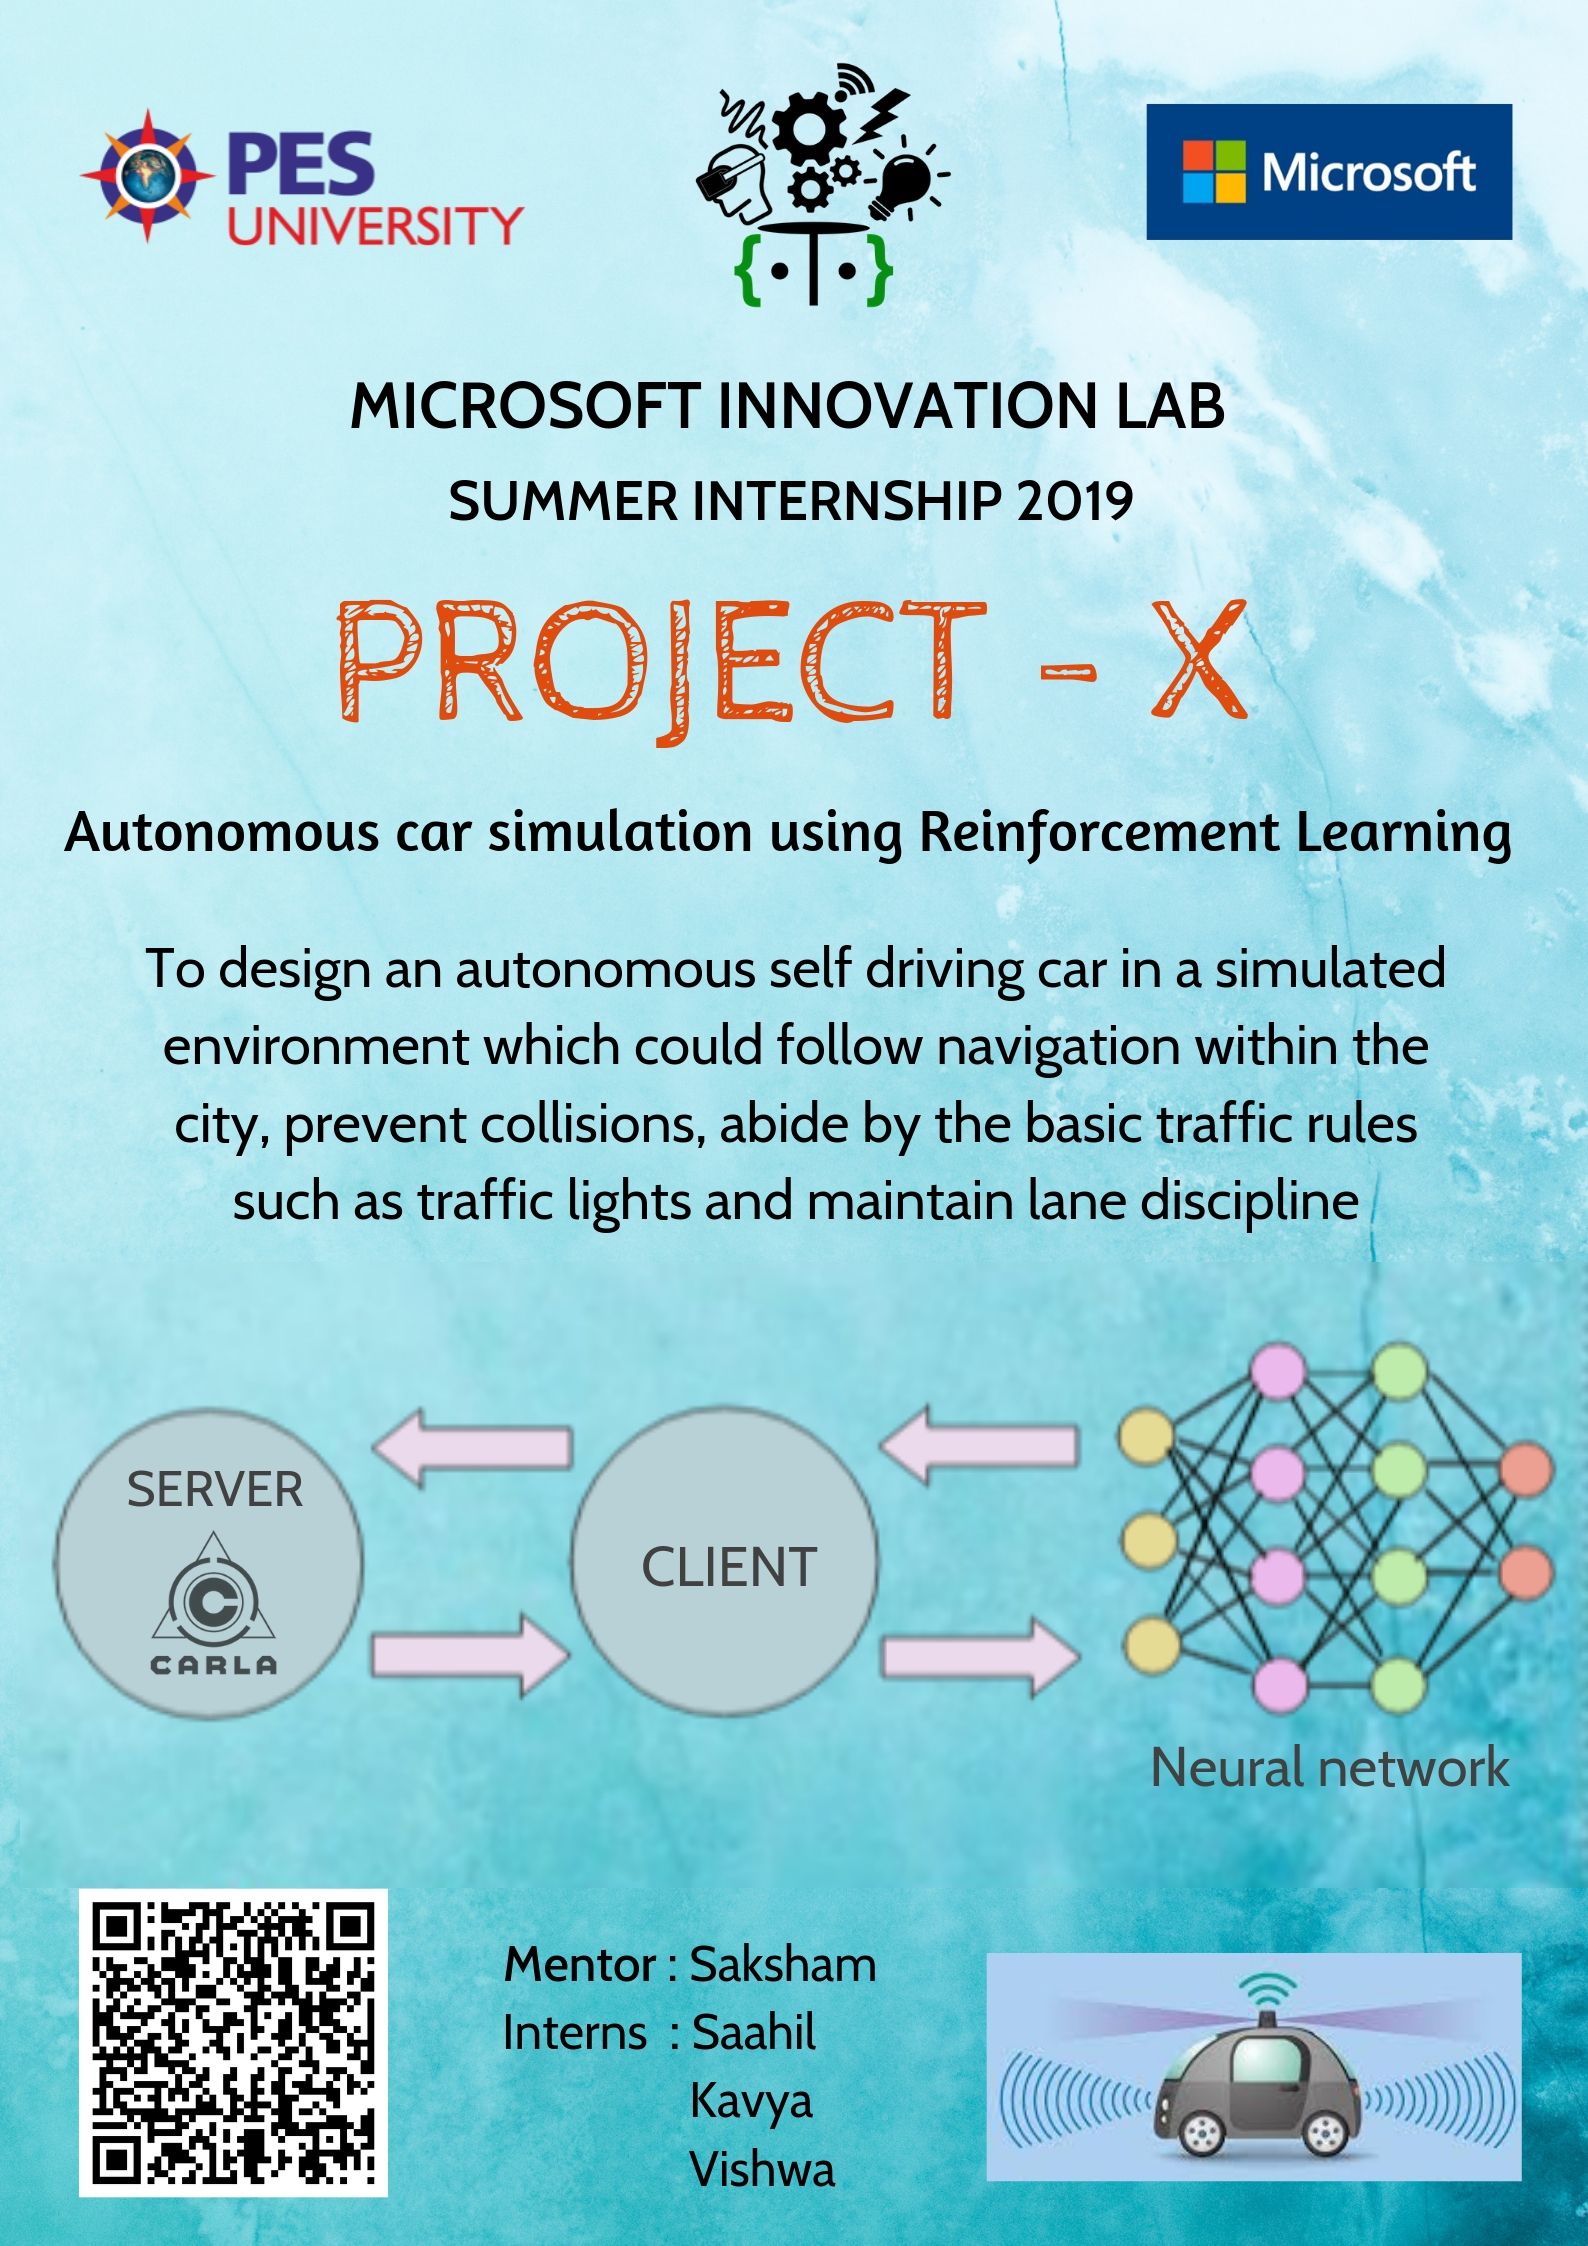 PES
UNIVERSITY
Microsoft
MICROSOFT INNOVATION LAB
SUMMER INTERNSHIP 2019
PROJECT - X
Autonomous car simulation using Reinforcement Learning
To design an autonomous self driving car in a simulated
environment which could follow navigation within the
city, prevent collisions, abide by the basic traffic rules
such as traffic lights and maintain lane discipline
SERVER
CARLA
CLIENT
Neural network
Mentor : Saksham
Interns : Saahil
Kavya
Vishwa